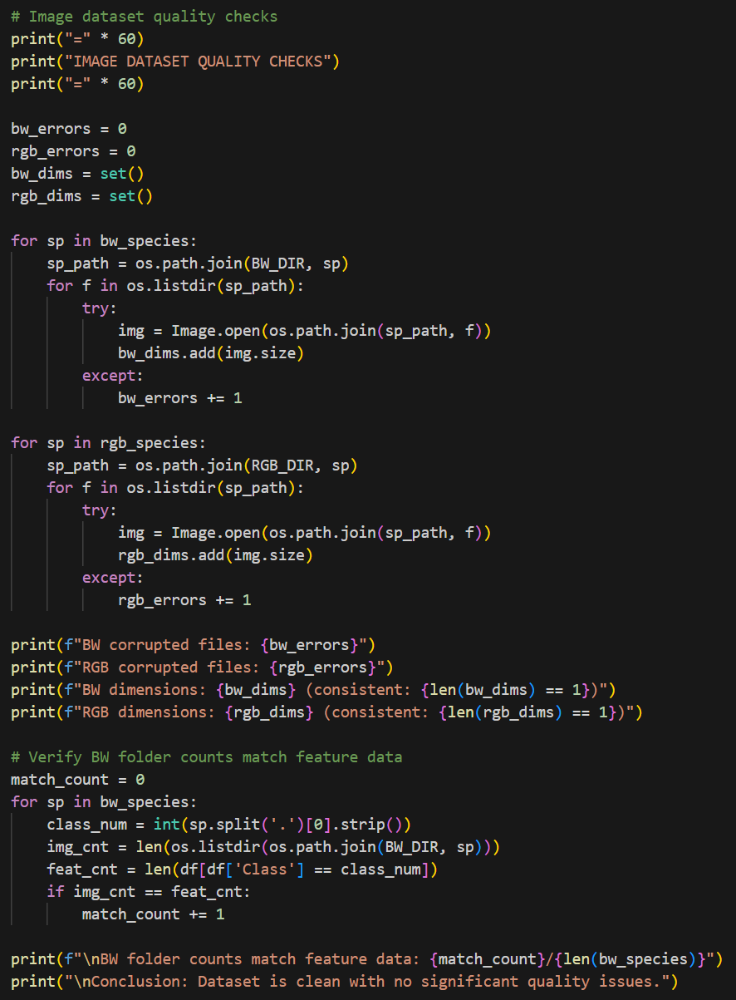 # Image dataset quality checks
print("=" * 60)
print("IMAGE DATASET QUALITY CHECKS")
print("=" * 60)

bw_errors = 0
rgb_errors = 0
bw_dims = set()
rgb_dims = set()

for sp in bw_species:
    sp_path = os.path.join(BW_DIR, sp)
    for f in os.listdir(sp_path):
        try:
            img = Image.open(os.path.join(sp_path, f))
            bw_dims.add(img.size)
        except:
            bw_errors += 1

for sp in rgb_species:
    sp_path = os.path.join(RGB_DIR, sp)
    for f in os.listdir(sp_path):
        try:
            img = Image.open(os.path.join(sp_path, f))
            rgb_dims.add(img.size)
        except:
            rgb_errors += 1

print(f"BW corrupted files: {bw_errors}")
print(f"RGB corrupted files: {rgb_errors}")
print(f"BW dimensions: {bw_dims} (consistent: {len(bw_dims) == 1})")
print(f"RGB dimensions: {rgb_dims} (consistent: {len(rgb_dims) == 1})")

# Verify BW folder counts match feature data
match_count = 0
for sp in bw_species:
    class_num = int(sp.split('.')[0].strip())
    img_cnt = len(os.listdir(os.path.join(BW_DIR, sp)))
    feat_cnt = len(df[df['Class'] == class_num])
    if img_cnt == feat_cnt:
        match_count += 1

print(f"\nBW folder counts match feature data: {match_count}/{len(bw_species)}")
print("\nConclusion: Dataset is clean with no significant quality issues.")